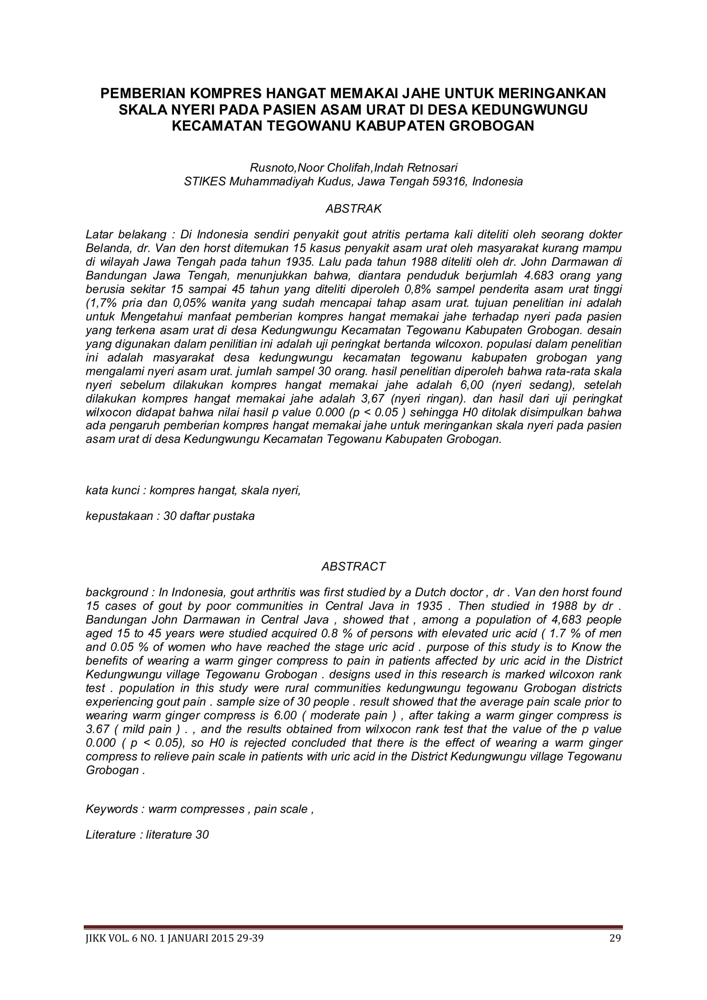 PEMBERIAN KOMPRES HANGAT MEMAKAI JAHE UNTUK MERINGANKAN
SKALA NYERI PADA PASIEN ASAM URAT DI DESA KEDUNGWUNGU
KECAMATAN TEGOWANU KABUPATEN GROBOGAN
Rusnoto,Noor Cholifah,Indah Retnosari
STIKES Muhammadiyah Kudus, Jawa Tengah 59316, Indonesia
ABSTRAK
Latar belakang : Di Indonesia sendiri penyakit gout atritis pertama kali diteliti oleh seorang dokter
Belanda, dr. Van den horst ditemukan 15 kasus penyakit asam urat oleh masyarakat kurang mampu
di wilayah Jawa Tengah pada tahun 1935. Lalu pada tahun 1988 diteliti oleh dr. John Darmawan di
Bandungan Jawa Tengah, menunjukkan bahwa, diantara penduduk berjumlah 4.683 orang yang
berusia sekitar 15 sampai 45 tahun yang diteliti diperoleh 0,8% sampel penderita asam urat tinggi
(1,7% pria dan 0,05% wanita yang sudah mencapai tahap asam urat. tujuan penelitian ini adalah
untuk Mengetahui manfaat pemberian kompres hangat memakai jahe terhadap nyeri pada pasien
yang terkena asam urat di desa Kedungwungu Kecamatan Tegowanu Kabupaten Grobogan. desain
yang digunakan dalam penilitian ini adalah uji peringkat bertanda wilcoxon. populasi dalam penelitian
ini adalah masyarakat desa kedungwungu kecamatan tegowanu kabupaten grobogan yang
mengalami nyeri asam urat. jumlah sampel 30 orang. hasil penelitian diperoleh bahwa rata-rata skala
nyeri sebelum dilakukan kompres hangat memakai jahe adalah 6,00 (nyeri sedang), setelah
dilakukan kompres hangat memakai jahe adalah 3,67 (nyeri ringan). dan hasil dari uji peringkat
wilxocon didapat bahwa nilai hasil p value 0.000 (p < 0.05 ) sehingga H0 ditolak disimpulkan bahwa
ada pengaruh pemberian kompres hangat memakai jahe untuk meringankan skala nyeri pada pasien
asam urat di desa Kedungwungu Kecamatan Tegowanu Kabupaten Grobogan.
kata kunci : kompres hangat, skala nyeri,
kepustakaan : 30 daftar pustaka
ABSTRACT
background : In Indonesia, gout arthritis was first studied by a Dutch doctor , dr . Van den horst found
15 cases of gout by poor communities in Central Java in 1935 . Then studied in 1988 by dr .
Bandungan John Darmawan in Central Java , showed that , among a population of 4,683 people
aged 15 to 45 years were studied acquired 0.8 % of persons with elevated uric acid ( 1.7 % of men
and 0.05 % of women who have reached the stage uric acid . purpose of this study is to Know the
benefits of wearing a warm ginger compress to pain in patients affected by uric acid in the District
Kedungwungu village Tegowanu Grobogan . designs used in this research is marked wilcoxon rank
test . population in this study were rural communities kedungwungu tegowanu Grobogan districts
experiencing gout pain . sample size of 30 people . result showed that the average pain scale prior to
wearing warm ginger compress is 6.00 ( moderate pain ) , after taking a warm ginger compress is
3.67 ( mild pain ) . , and the results obtained from wilxocon rank test that the value of the p value
0.000 ( p < 0.05), so H0 is rejected concluded that there is the effect of wearing a warm ginger
compress to relieve pain scale in patients with uric acid in the District Kedungwungu village Tegowanu
Grobogan .
Keywords : warm compresses , pain scale ,
Literature : literature 30
JIKK VOL. 6 NO. 1 JANUARI 2015 29-39
29